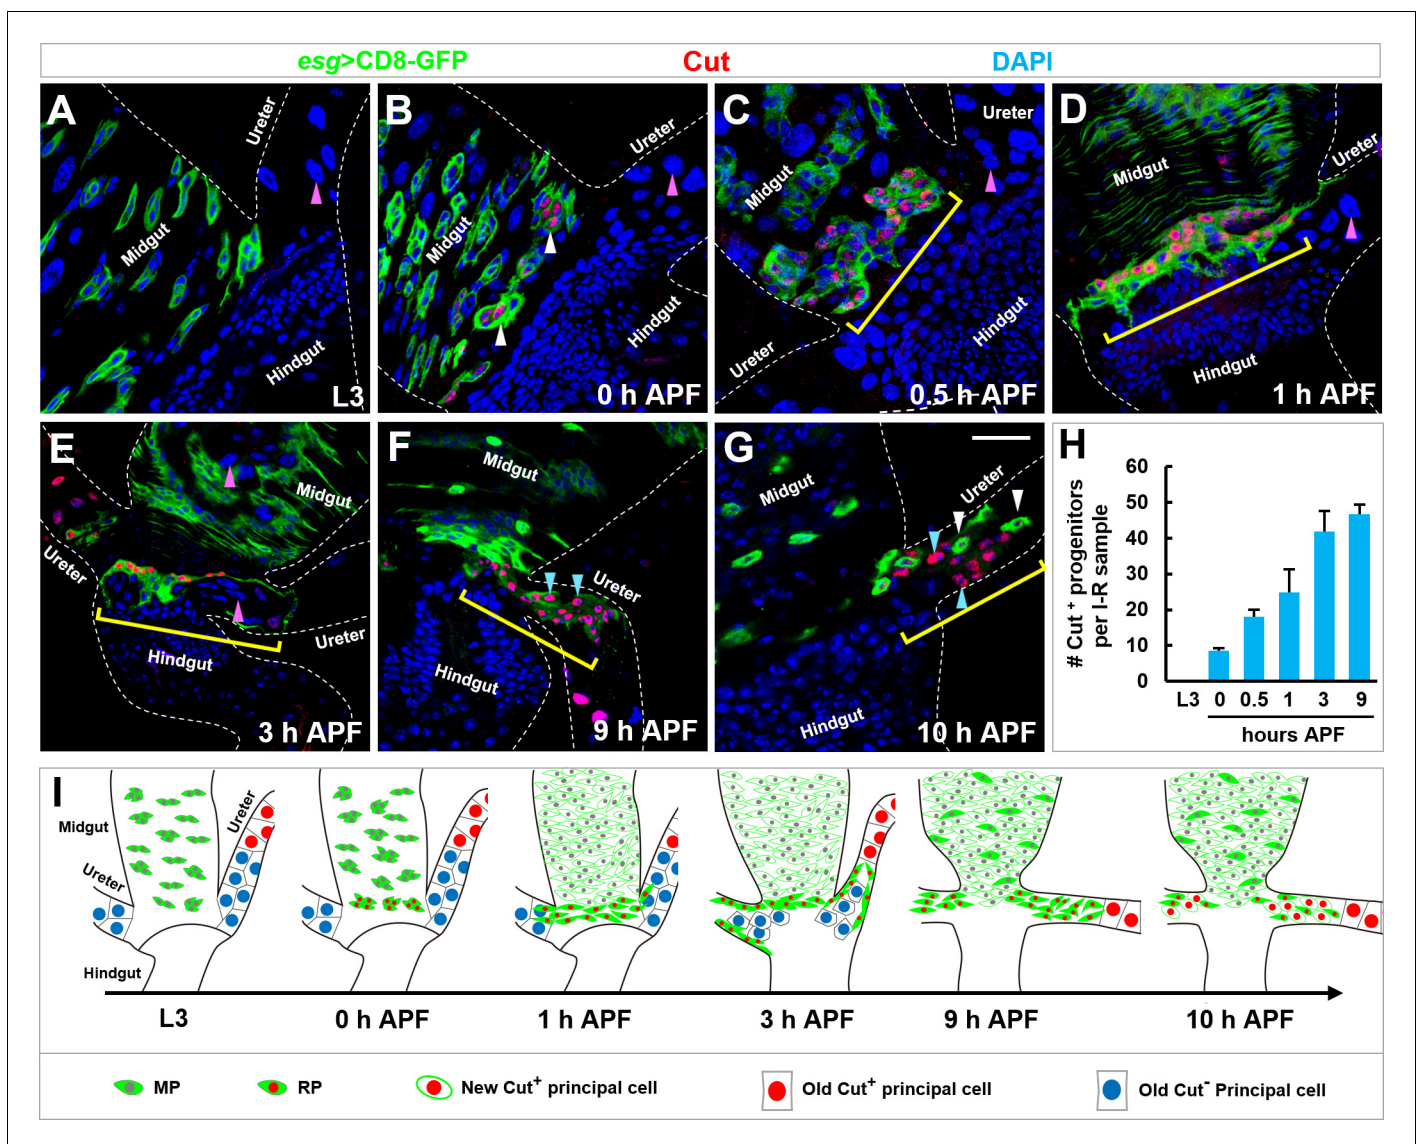 esg>CD8-GFP Cut DAPI
A
Ureter
Midgut
Hindgut
L3
B
Ureter
Midgut
Hindgut
0 h APF
C
Ureter
Midgut
Hindgut
Ureter
0.5 h APF
D
Ureter
Midgut
Hindgut
1 h APF
E
Midgut
Ureter
Ureter
Hindgut
3 h APF
F
Midgut
Ureter
Hindgut
9 h APF
G
Midgut
Ureter
Hindgut
10 h APF
H
# Cut + progenitors
per I-R sample
60
50
40
30
20
10
0
L3 0 0.5 1 3 9
hours APF
I
Midgut
Ureter
Ureter
Hindgut
L3 0 h APF 1 h APF 3 h APF 9 h APF 10 h APF
MP RP New Cut+ principal cell Old Cut+ principal cell Old Cut- Principal cell